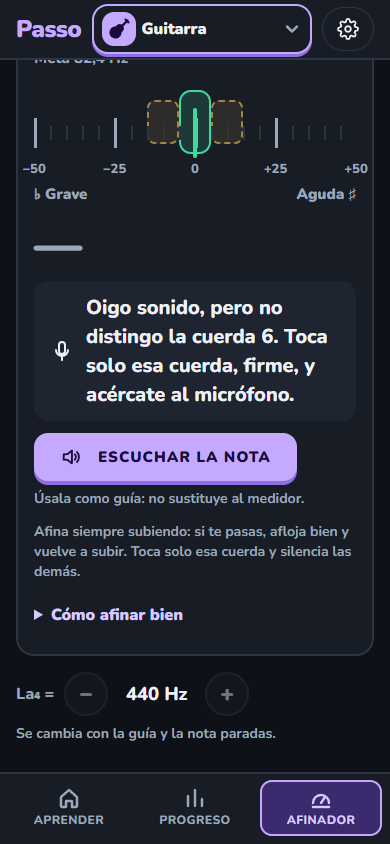 Passo
Guitarra
Meta 82,4 Hz
−50 −25 0 +25 +50
♭ Grave Aguda ♯
Oigo sonido, pero no
distingo la cuerda 6. Toca
solo esa cuerda, firme, y
acércate al micrófono.
ESCUCHAR LA NOTA
Úsala como guía: no sustituye al medidor.
Afina siempre subiendo: si te pasas, afloja bien y
vuelve a subir. Toca solo esa cuerda y silencia las
demás.
Cómo afinar bien
La₄ = − 440 Hz +
Se cambia con la guía y la nota paradas.
APRENDER PROGRESO AFINADOR